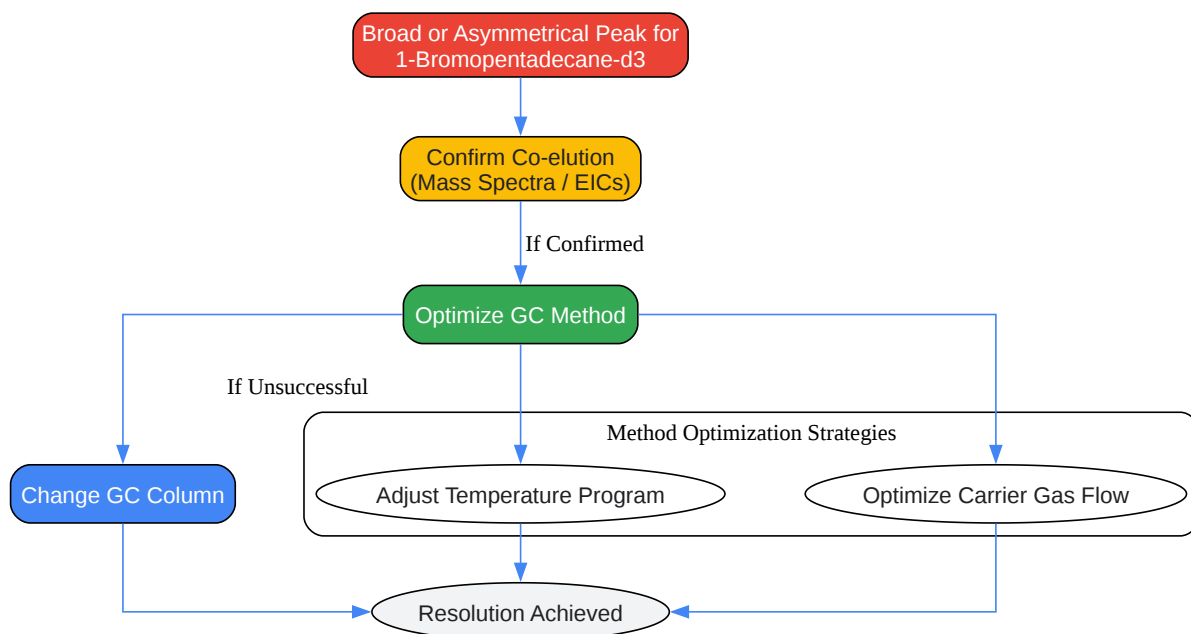 Broad or Asymmetrical Peak for
1-Bromopentadecane-d3
Confirm Co-elution
(Mass Spectra / EICs)
If Confirmed
Optimize GC Method
If Unsuccessful
Method Optimization Strategies
Change GC Column
Adjust Temperature Program
Optimize Carrier Gas Flow
Resolution Achieved